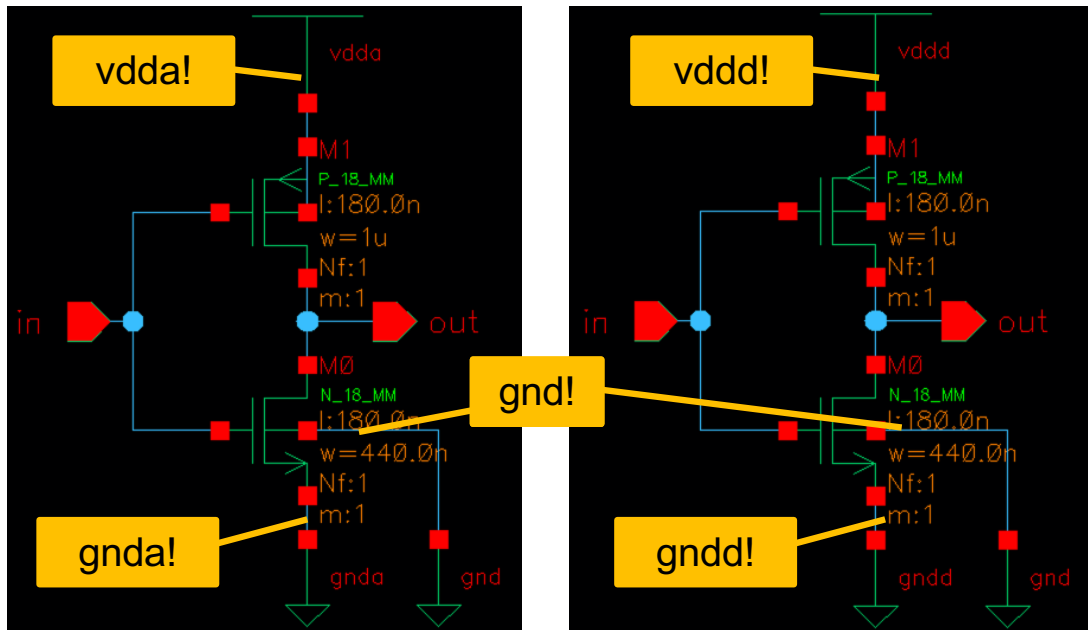 vdda!
vdda
M1
P_18_MM
l:180.0n
w=1u
Nf:1
m:1
in
out
M0
N_18_MM
l:180.0n
w=440.0n
Nf:1
m:1
gnda!
gnda
gnd
gnd!
vddd!
vddd
M1
P_18_MM
l:180.0n
w=1u
Nf:1
m:1
in
out
M0
N_18_MM
l:180.0n
w=440.0n
Nf:1
m:1
gndd!
gndd
gnd